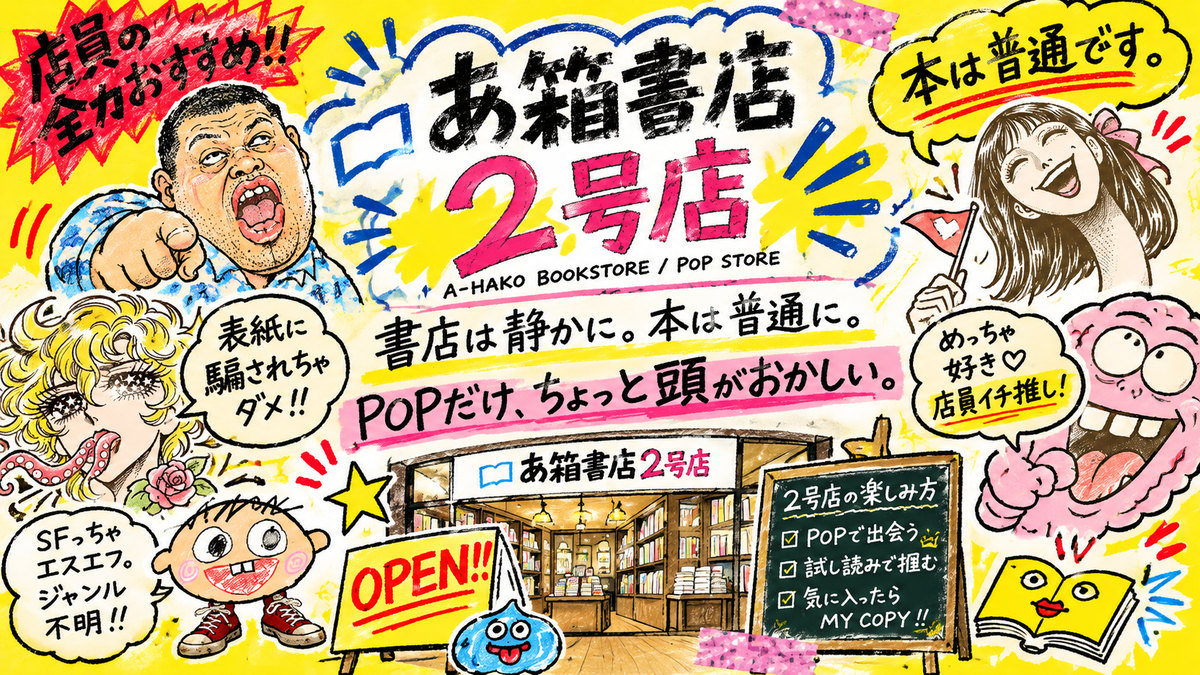 店員の
全力おすすめ!!
あ箱書店
2号店
A-HAKO BOOKSTORE / POP STORE
本は普通です。
書店は静かに。本は普通に。
POPだけ、ちょっと頭がおかしい。
表紙に
騙されちゃ
ダメ!!
めっちゃ
好き♡
店員イチ推し!
SFっちゃ
エスエフ。
ジャンル
不明!!
あ箱書店2号店
OPEN!!
2号店の楽しみ方
☑ POPで出会う
☑ 試し読みで掴む
☑ 気に入ったら
MY COPY!!